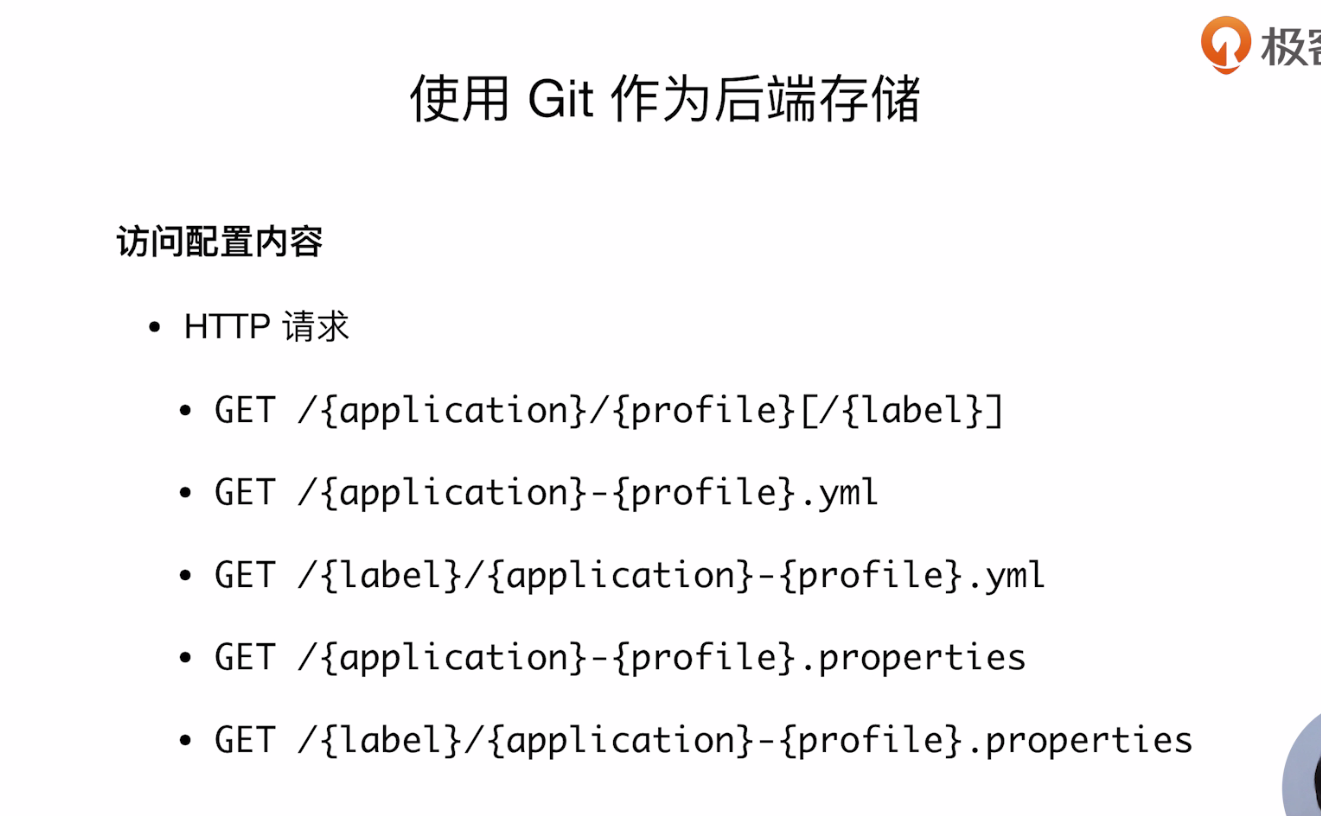 极客
使用 Git 作为后端存储
访问配置内容
• HTTP 请求
• GET /{application}/{profile}[/{label}]
• GET /{application}-{profile}.yml
• GET /{label}/{application}-{profile}.yml
• GET /{application}-{profile}.properties
• GET /{label}/{application}-{profile}.properties